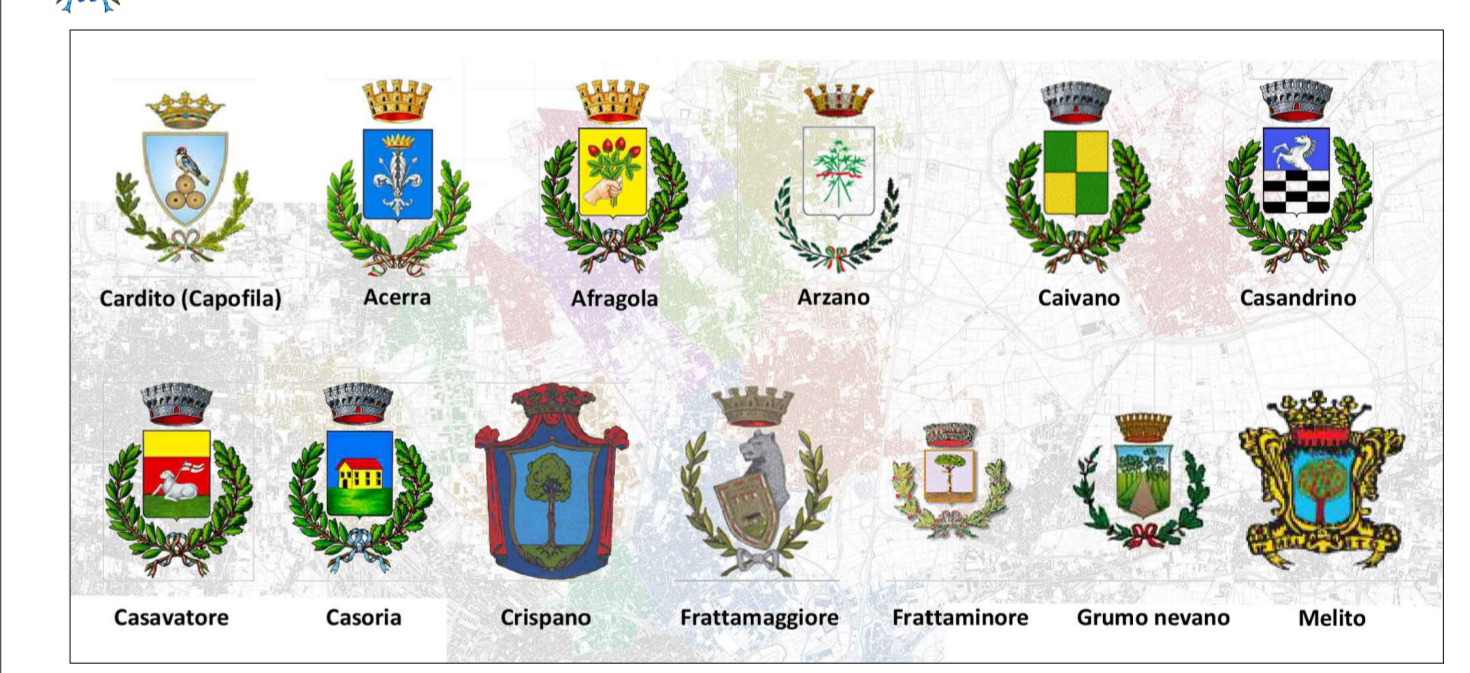 Cardito (Capofila) Acerra Afragola Arzano Caivano Casandrino
Casavatore Casoria Crispano Frattamaggiore Frattaminore Grumo nevano Melito